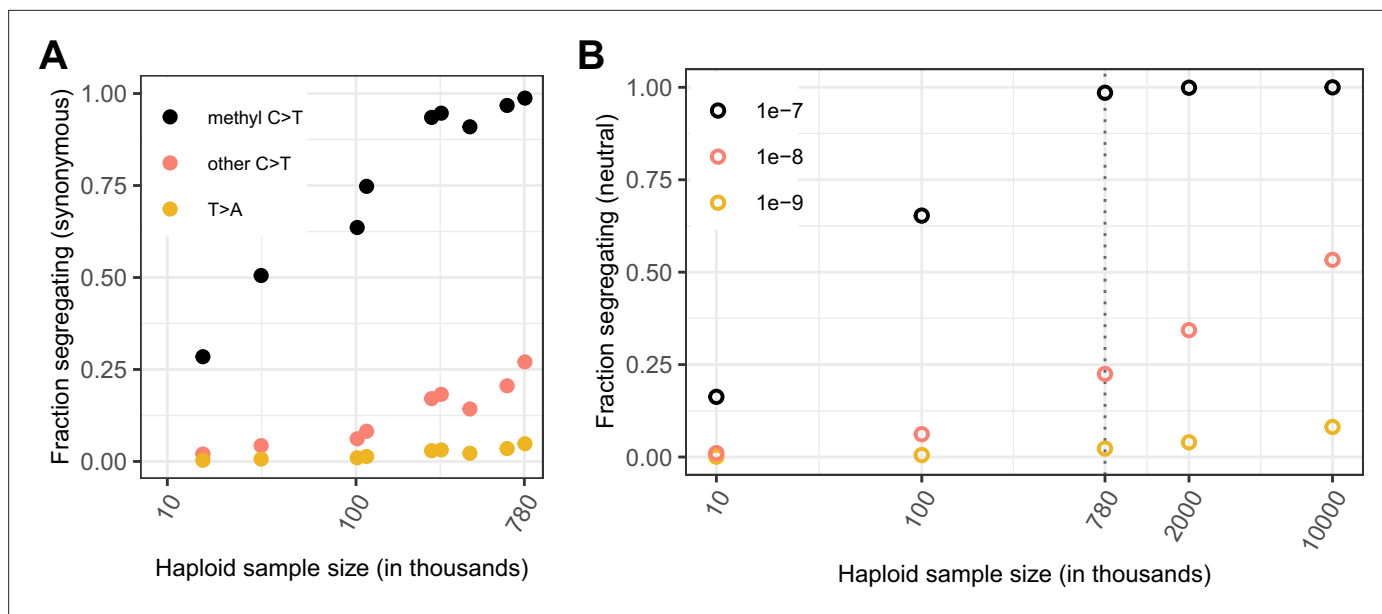 A
Fraction segregating (synonymous)
1.00
0.75
0.50
0.25
0.00
methyl C>T
other C>T
T>A
10
100
780
Haploid sample size (in thousands)
B
Fraction segregating (neutral)
1.00
0.75
0.50
0.25
0.00
1e−7
1e−8
1e−9
10
100
780
2000
10000
Haploid sample size (in thousands)